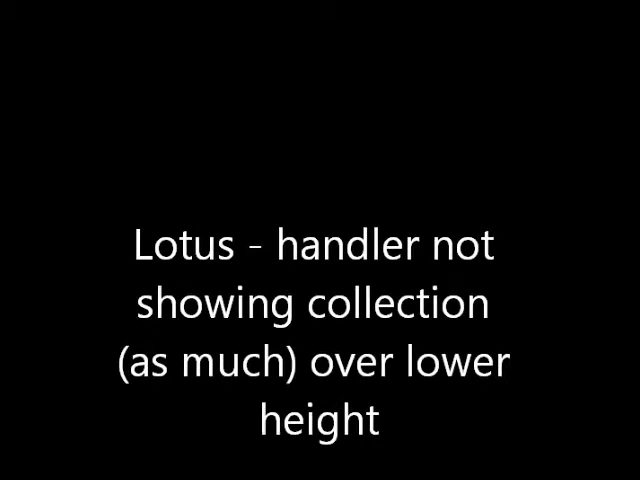 Lotus - handler not
showing collection
(as much) over lower
height